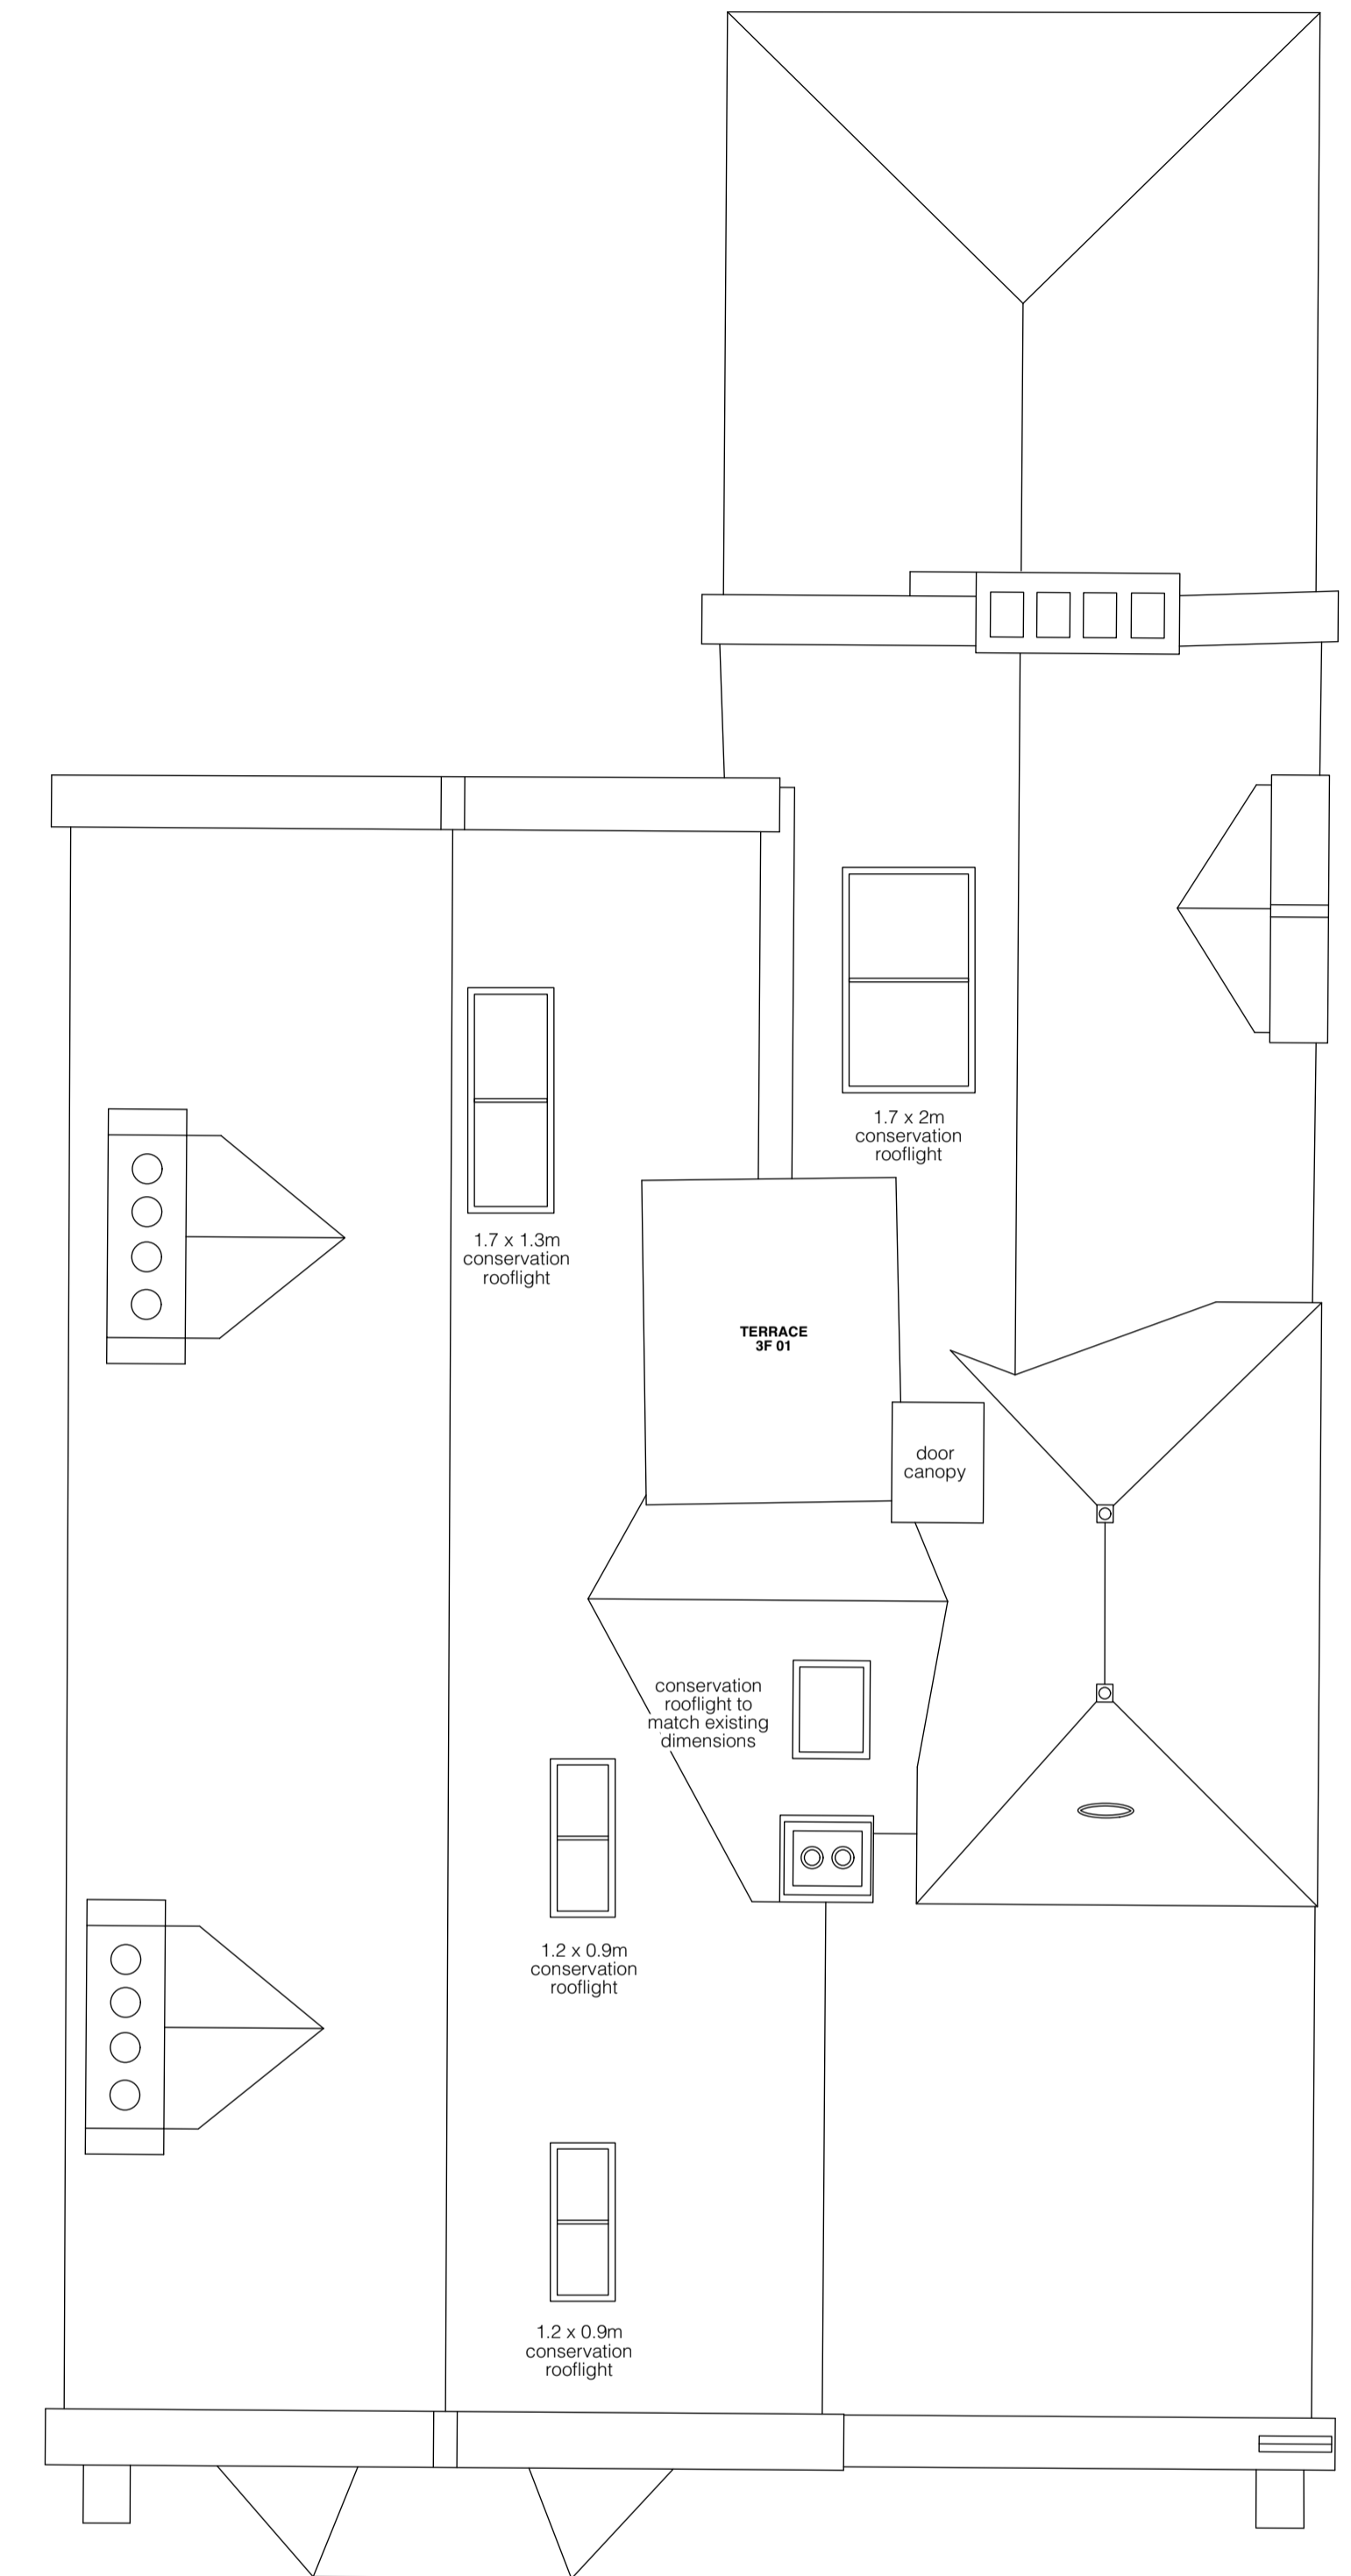 1.7 x 2m
conservation
rooflight
1.7 x 1.3m
conservation
rooflight
TERRACE
3F 01
door
canopy
conservation
rooflight to
match existing
dimensions
1.2 x 0.9m
conservation
rooflight
1.2 x 0.9m
conservation
rooflight